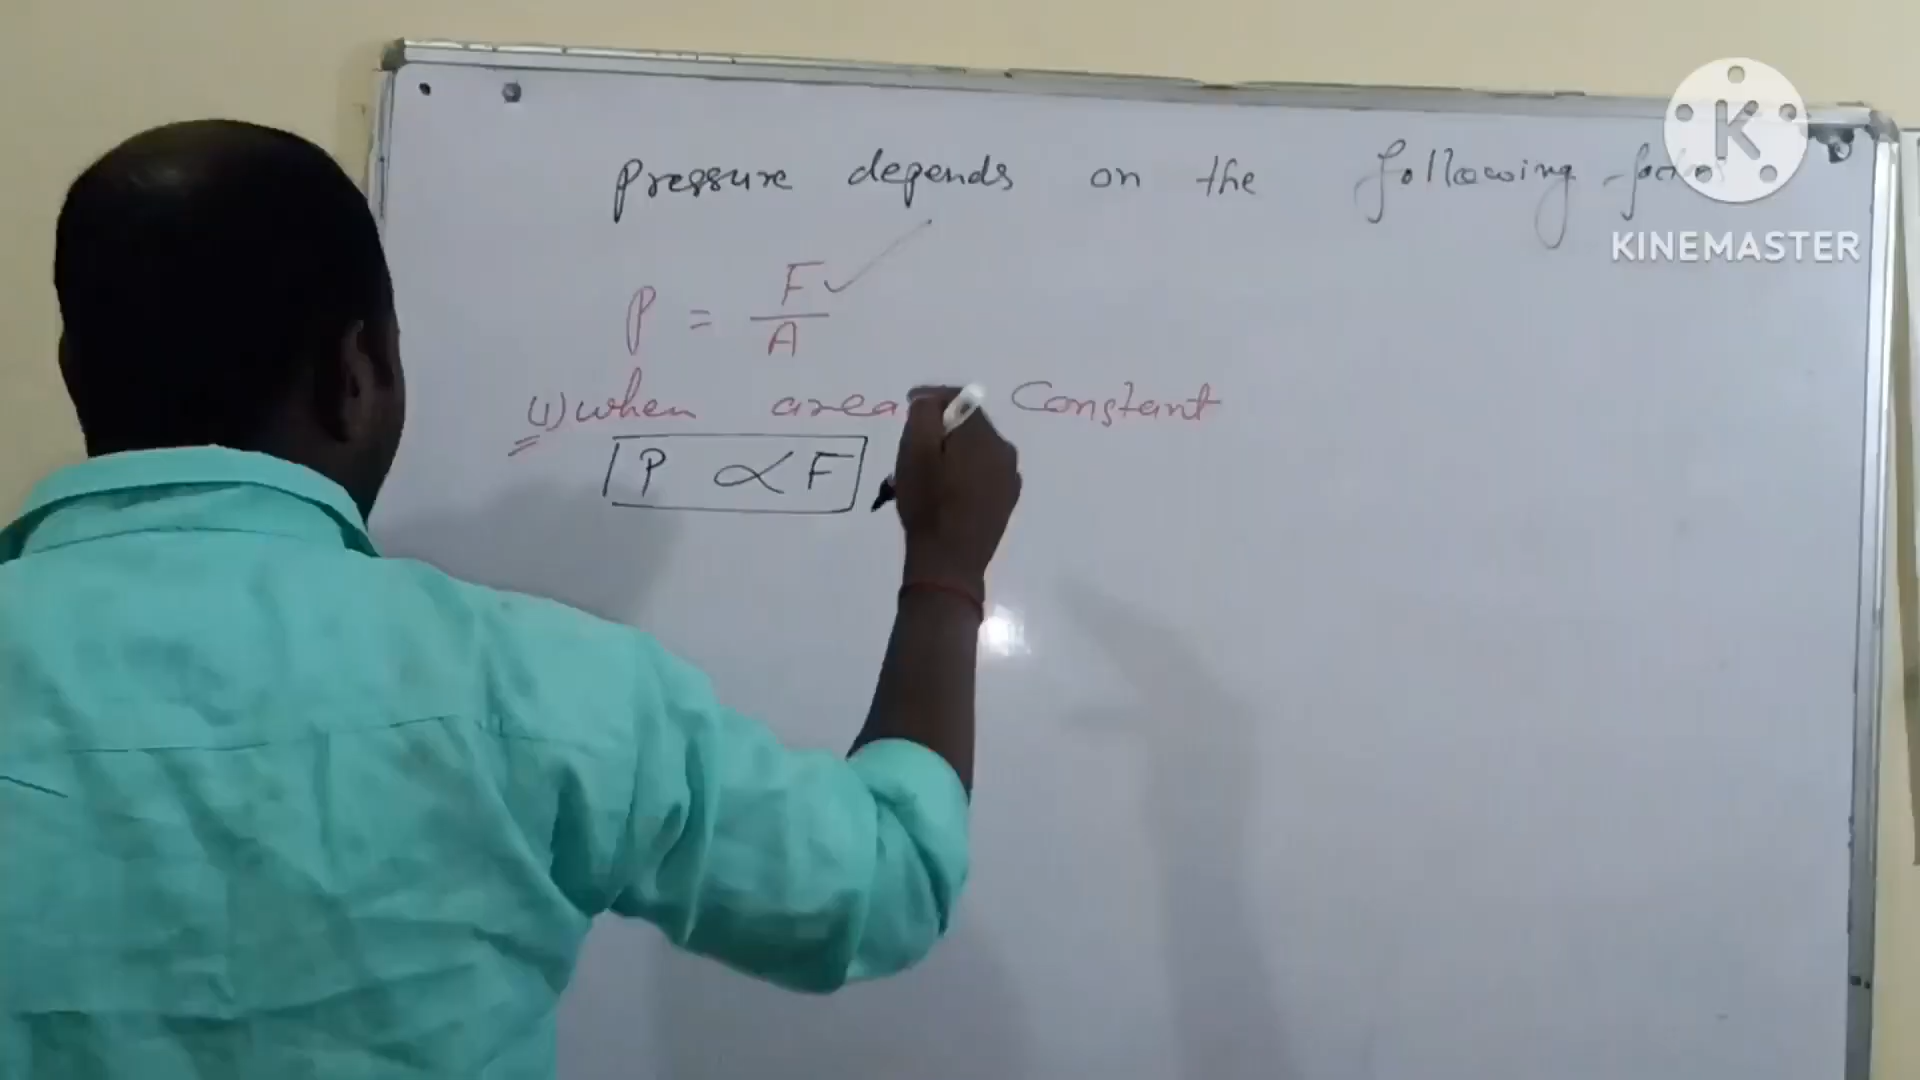 pressure depends on the following
P = F/A
(1) when area Constant
P ∝ F
K
KINEMASTER